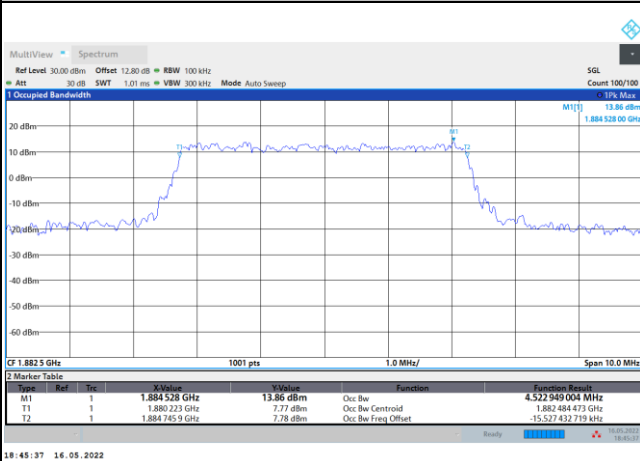 MultiView Spectrum
Ref Level 30.00 dBm Offset 12.80 dB RBW 100 kHz SGL
Att 30 dB SWT 1.01 ms VBW 300 kHz Mode Auto Sweep Count 100/100
1 Occupied Bandwidth 1Pk Max
M1[1] 13.86 dBm
1.884 528 00 GHz
20 dBm
M1
T1 T2
10 dBm
0 dBm
-10 dBm
-20 dBm
-30 dBm
-40 dBm
-50 dBm
-60 dBm
CF 1.882 5 GHz 1001 pts 1.0 MHz/ Span 10.0 MHz
2 Marker Table
Type Ref Trc X-Value Y-Value Function Function Result
M1 1 1.884 528 GHz 13.86 dBm Occ Bw 4.522 949 004 MHz
T1 1 1.880 223 GHz 7.77 dBm Occ Bw Centroid 1.882 484 473 GHz
T2 1 1.884 745 9 GHz 7.78 dBm Occ Bw Freq Offset -15.527 432 719 kHz
Ready 16.05.2022
18:45:37
18:45:37 16.05.2022